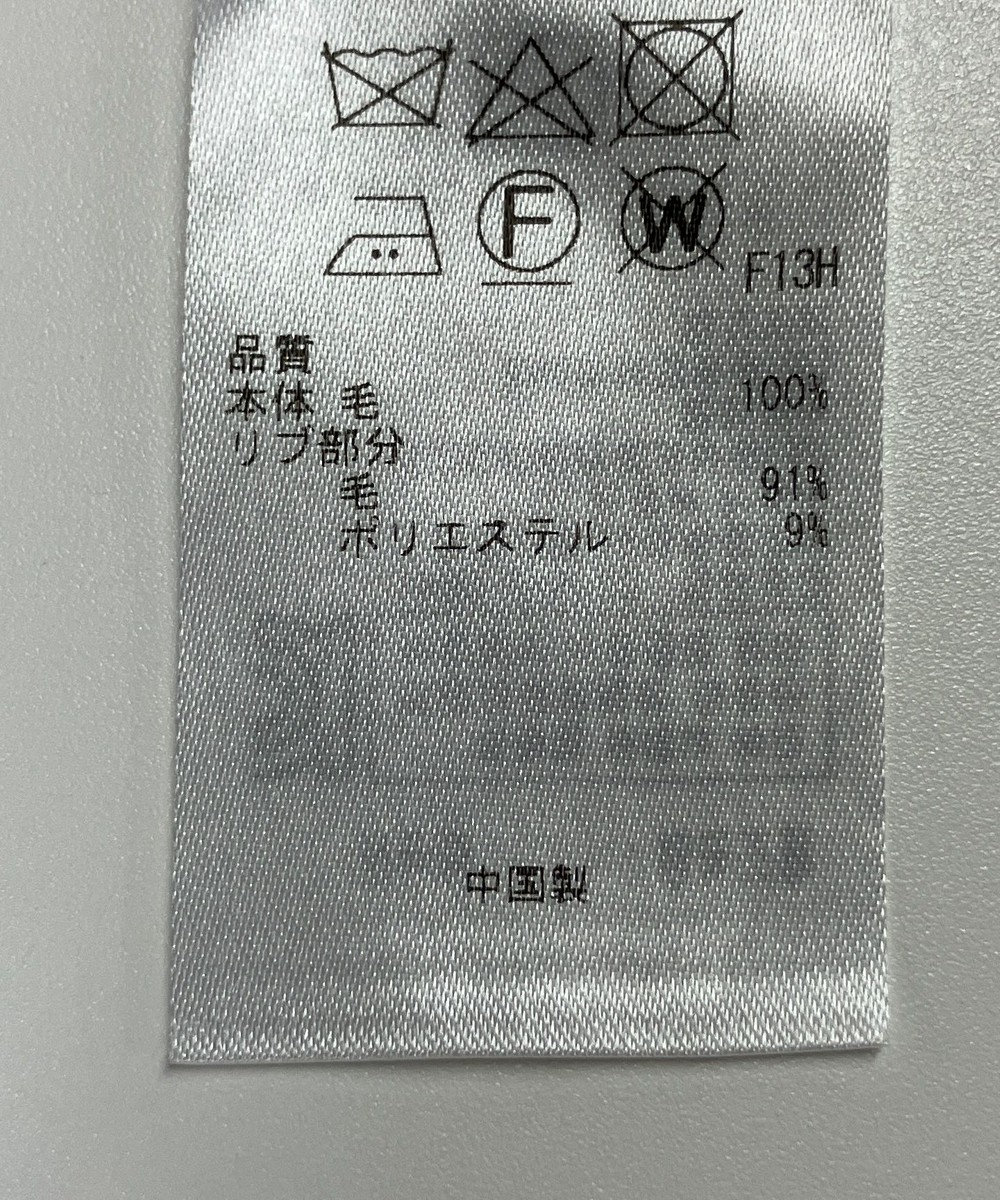 F W F13H
品質
本体 毛 100%
リブ部分
毛 91%
ポリエステル 9%
中国製